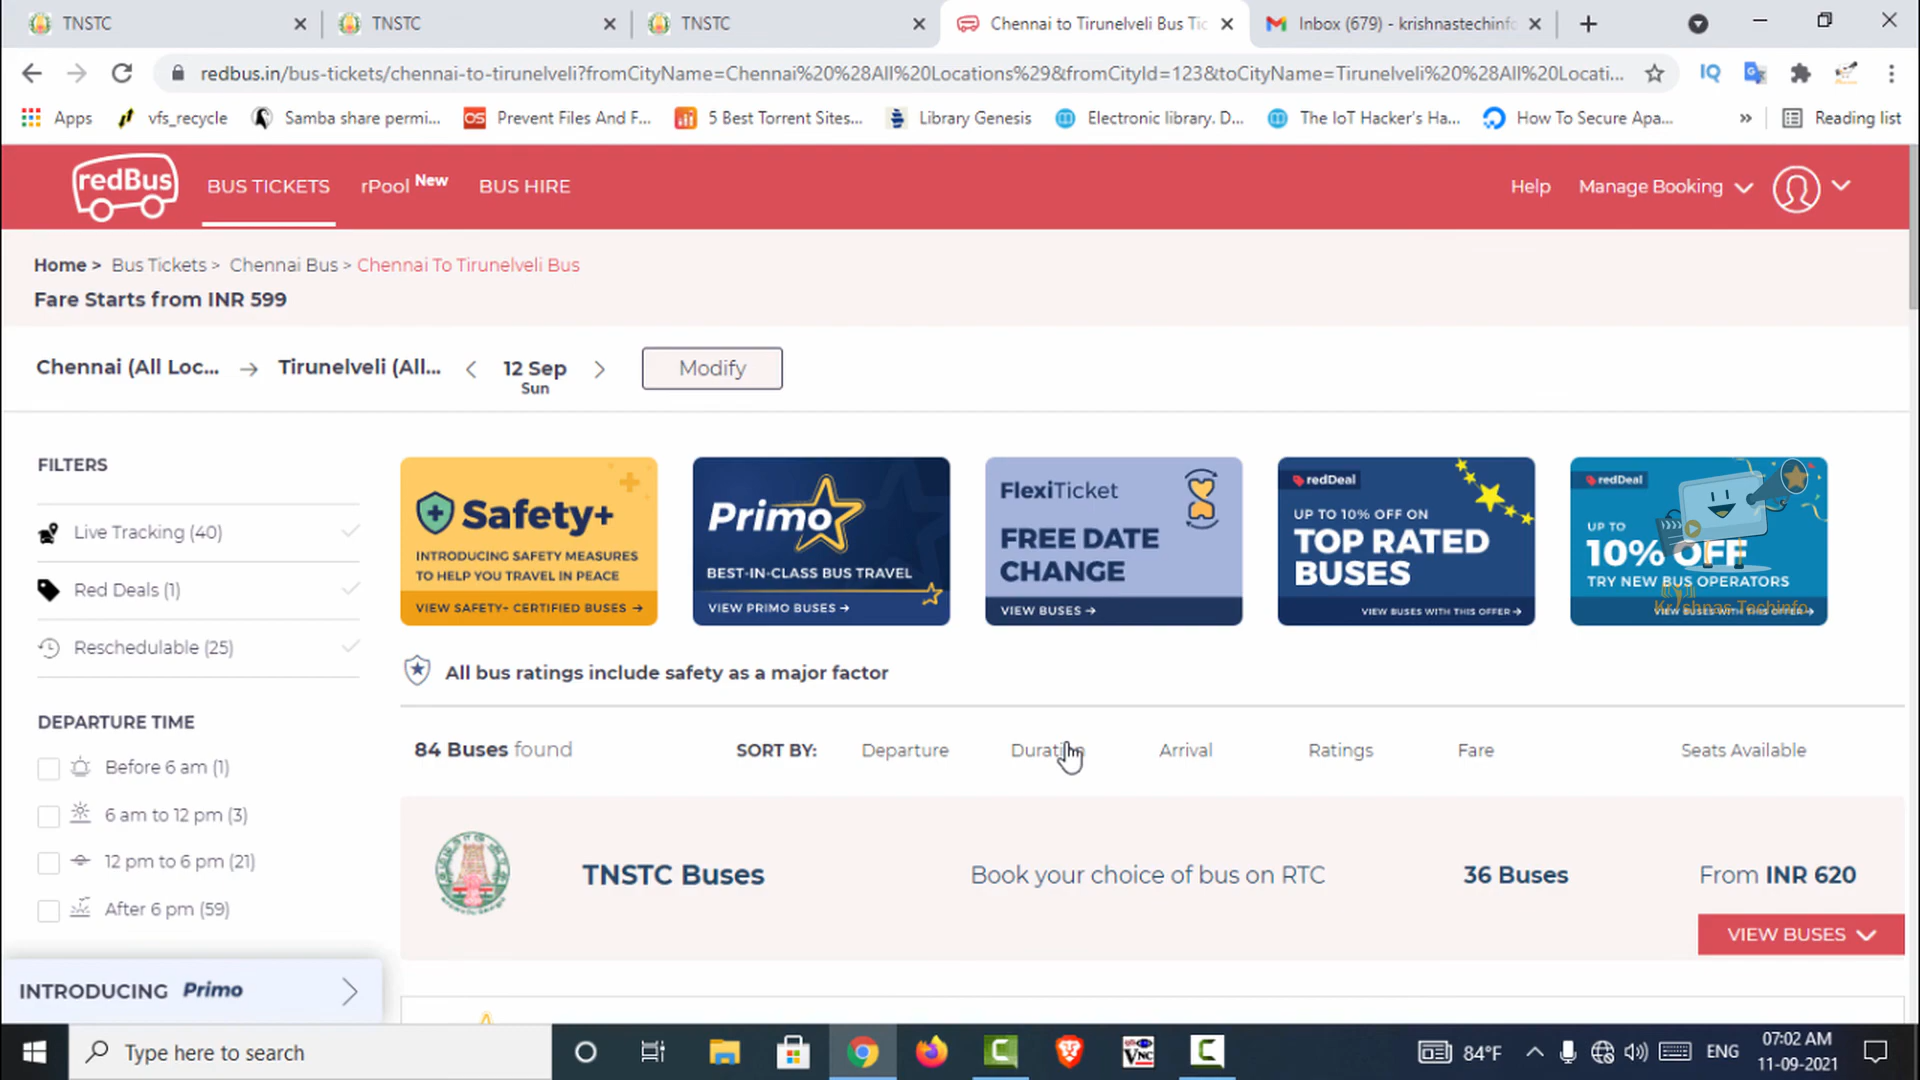 TNSTC
TNSTC
TNSTC
Chennai to Tirunelveli Bus Tic
Inbox (679) - krishnastechinfo
redbus.in/bus-tickets/chennai-to-tirunelveli?fromCityName=Chennai%20%28All%20Locations%29&fromCityId=123&toCityName=Tirunelveli%20%28All%20Locati...
IQ
Apps
vfs_recycle
Samba share permi...
OS
Prevent Files And F...
5 Best Torrent Sites...
Library Genesis
Electronic library. D...
The IoT Hacker's Ha...
How To Secure Apa...
»
Reading list
redBus
BUS TICKETS
rPool New
BUS HIRE
Help
Manage Booking
Home > Bus Tickets > Chennai Bus > Chennai To Tirunelveli Bus
Fare Starts from INR 599
Chennai (All Loc...
→
Tirunelveli (All...
< 12 Sep >
Sun
Modify
FILTERS
Live Tracking (40)
Red Deals (1)
Reschedulable (25)
DEPARTURE TIME
Before 6 am (1)
6 am to 12 pm (3)
12 pm to 6 pm (21)
After 6 pm (59)
INTRODUCING Primo
Safety+
INTRODUCING SAFETY MEASURES
TO HELP YOU TRAVEL IN PEACE
VIEW SAFETY+ CERTIFIED BUSES →
Primo
BEST-IN-CLASS BUS TRAVEL
VIEW PRIMO BUSES →
FlexiTicket
FREE DATE
CHANGE
VIEW BUSES →
redDeal
UP TO 10% OFF ON
TOP RATED
BUSES
VIEW BUSES WITH THIS OFFER →
redDeal
UP TO
10% OFF
TRY NEW BUS OPERATORS
VIEW BUSES WITH THIS OFFER →
Krishnas Techinfo
All bus ratings include safety as a major factor
84 Buses found
SORT BY:
Departure
Duration
Arrival
Ratings
Fare
Seats Available
TNSTC Buses
Book your choice of bus on RTC
36 Buses
From INR 620
VIEW BUSES
Type here to search
VNC
84°F
ENG
07:02 AM
11-09-2021